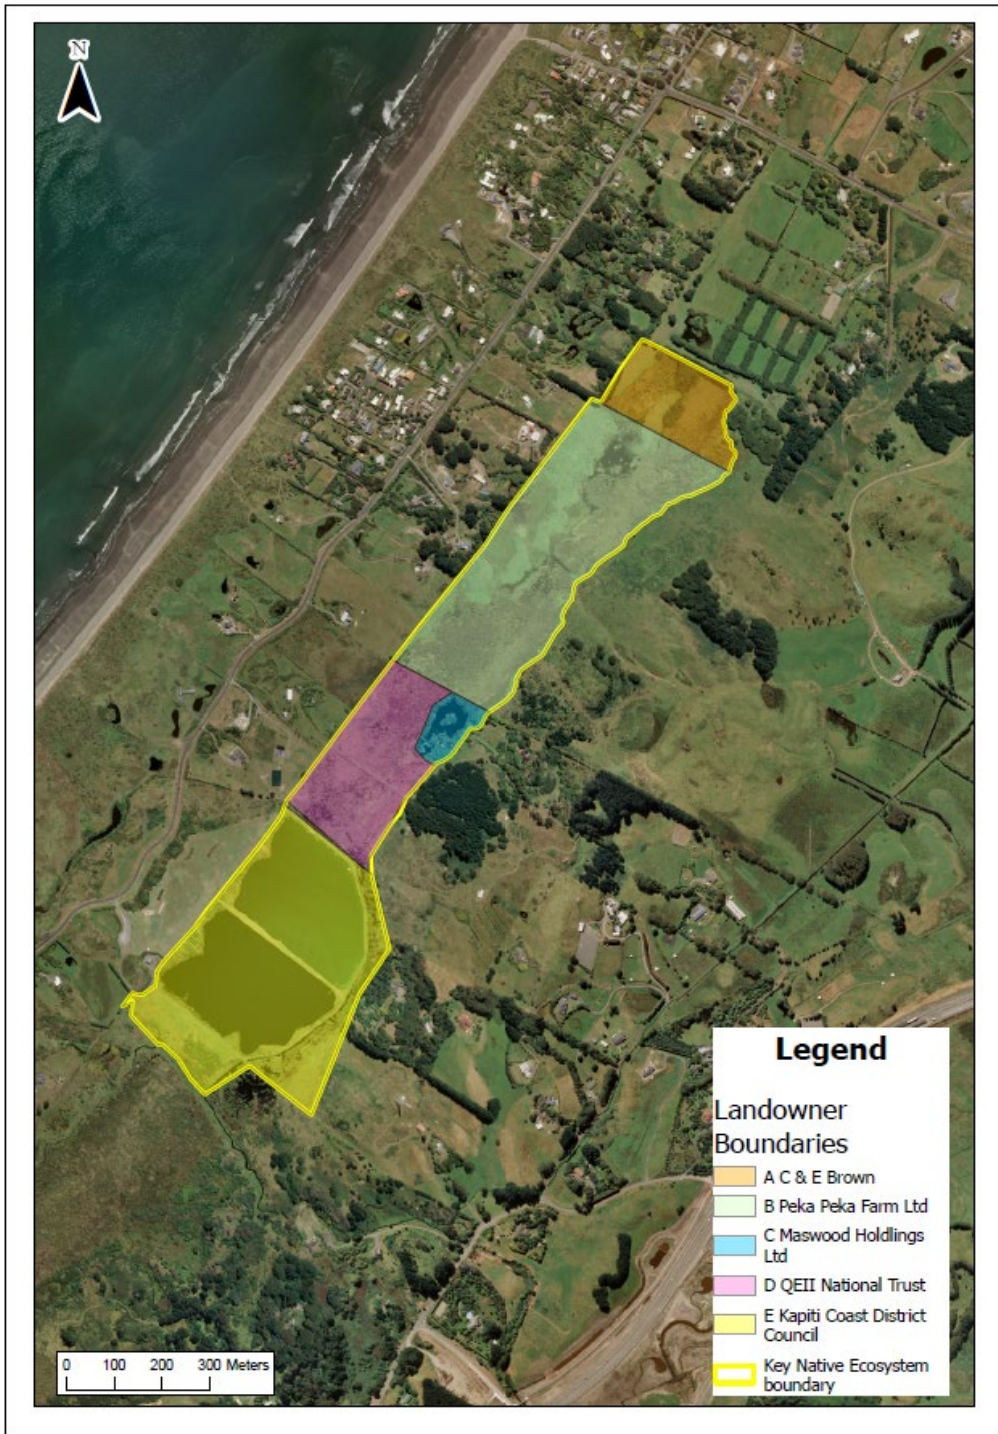 N
Legend
Landowner
Boundaries
A C & E Brown
B Peka Peka Farm Ltd
C Maswood Holdlings
Ltd
D QEII National Trust
E Kapiti Coast District
Council
Key Native Ecosystem
boundary
0 100 200 300 Meters